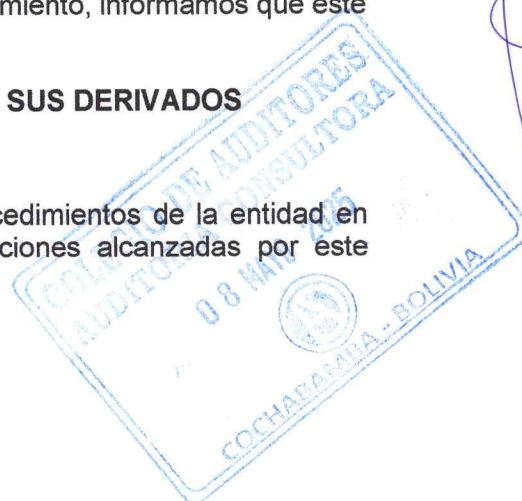 miento, informamos que este
SUS DERIVADOS
cedimientos de la entidad en
ciones alcanzadas por este
COLEGIO DE AUDITORES
AUDITORIA CONSULTORA
08 MAYO 2025
COCHABAMBA - BOLIVIA